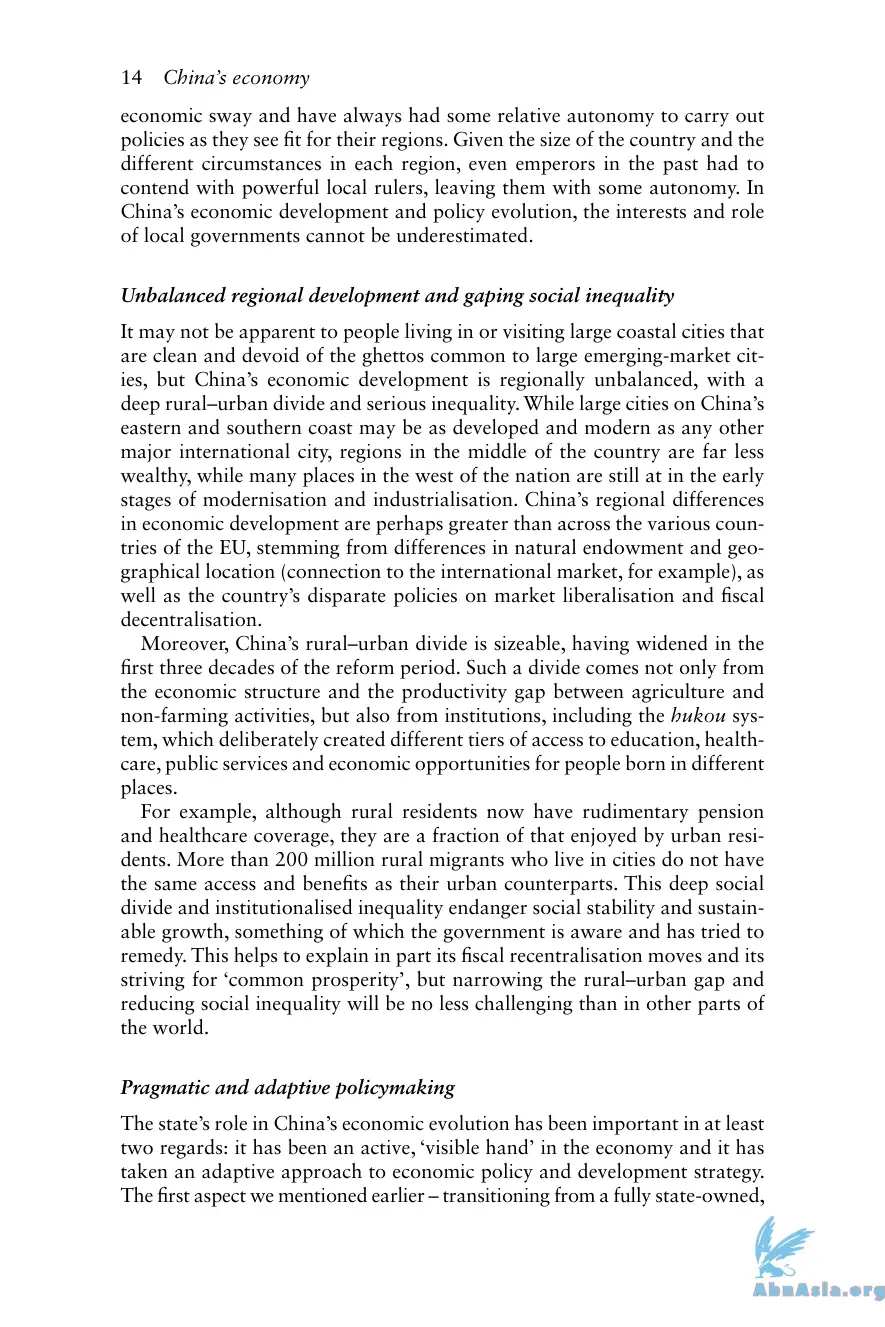 14 China’s economy
economic sway and have always had some relative autonomy to carry out
policies as they see fit for their regions. Given the size of the country and the
different circumstances in each region, even emperors in the past had to
contend with powerful local rulers, leaving them with some autonomy. In
China’s economic development and policy evolution, the interests and role
of local governments cannot be underestimated.
Unbalanced regional development and gaping social inequality
It may not be apparent to people living in or visiting large coastal cities that
are clean and devoid of the ghettos common to large emerging-market cit-
ies, but China’s economic development is regionally unbalanced, with a
deep rural–urban divide and serious inequality. While large cities on China’s
eastern and southern coast may be as developed and modern as any other
major international city, regions in the middle of the country are far less
wealthy, while many places in the west of the nation are still at in the early
stages of modernisation and industrialisation. China’s regional differences
in economic development are perhaps greater than across the various coun-
tries of the EU, stemming from differences in natural endowment and geo-
graphical location (connection to the international market, for example), as
well as the country’s disparate policies on market liberalisation and fiscal
decentralisation.
Moreover, China’s rural–urban divide is sizeable, having widened in the
first three decades of the reform period. Such a divide comes not only from
the economic structure and the productivity gap between agriculture and
non-farming activities, but also from institutions, including the hukou sys-
tem, which deliberately created different tiers of access to education, health-
care, public services and economic opportunities for people born in different
places.
For example, although rural residents now have rudimentary pension
and healthcare coverage, they are a fraction of that enjoyed by urban resi-
dents. More than 200 million rural migrants who live in cities do not have
the same access and benefits as their urban counterparts. This deep social
divide and institutionalised inequality endanger social stability and sustain-
able growth, something of which the government is aware and has tried to
remedy. This helps to explain in part its fiscal recentralisation moves and its
striving for ‘common prosperity’, but narrowing the rural–urban gap and
reducing social inequality will be no less challenging than in other parts of
the world.
Pragmatic and adaptive policymaking
The state’s role in China’s economic evolution has been important in at least
two regards: it has been an active, ‘visible hand’ in the economy and it has
taken an adaptive approach to economic policy and development strategy.
The first aspect we mentioned earlier – transitioning from a fully state-owned,
AbnAsia.org